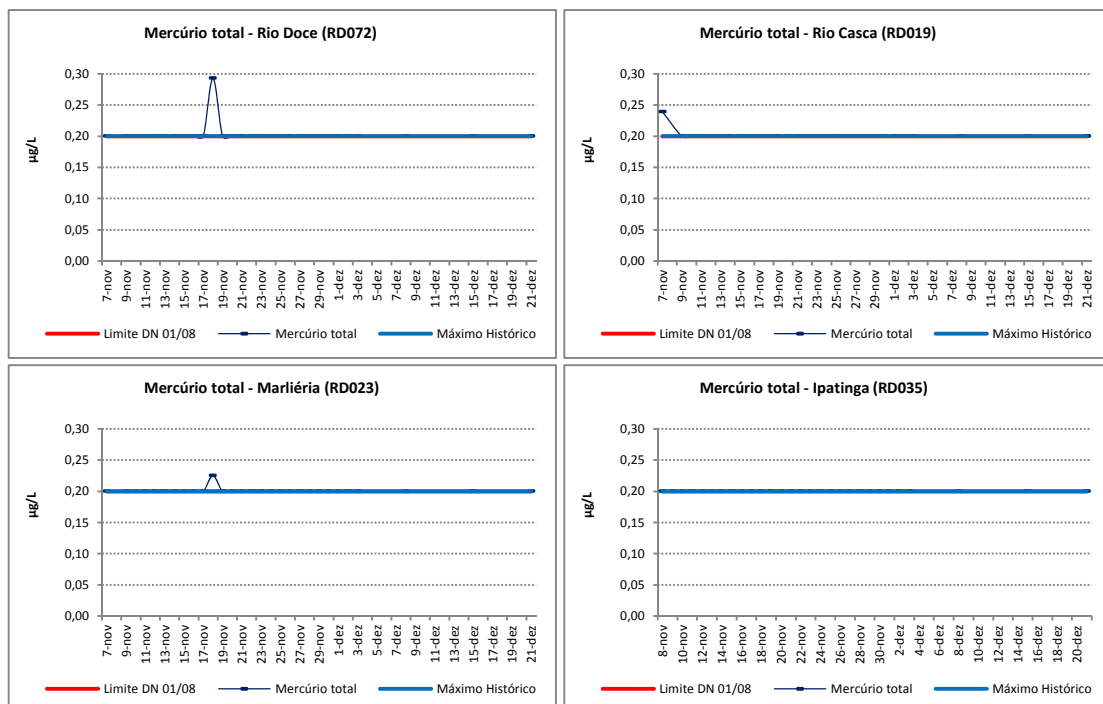 Mercúrio total - Rio Doce (RD072)
µg/L
0,30
0,25
0,20
0,15
0,10
0,05
0,00
7-nov 9-nov 11-nov 13-nov 15-nov 17-nov 19-nov 21-nov 23-nov 25-nov 27-nov 29-nov 1-dez 3-dez 5-dez 7-dez 9-dez 11-dez 13-dez 15-dez 17-dez 19-dez 21-dez
Limite DN 01/08 Mercúrio total Máximo Histórico
Mercúrio total - Rio Casca (RD019)
µg/L
0,30
0,25
0,20
0,15
0,10
0,05
0,00
7-nov 9-nov 11-nov 13-nov 15-nov 17-nov 19-nov 21-nov 23-nov 25-nov 27-nov 29-nov 1-dez 3-dez 5-dez 7-dez 9-dez 11-dez 13-dez 15-dez 17-dez 19-dez 21-dez
Limite DN 01/08 Mercúrio total Máximo Histórico
Mercúrio total - Marliéria (RD023)
µg/L
0,30
0,25
0,20
0,15
0,10
0,05
0,00
7-nov 9-nov 11-nov 13-nov 15-nov 17-nov 19-nov 21-nov 23-nov 25-nov 27-nov 29-nov 1-dez 3-dez 5-dez 7-dez 9-dez 11-dez 13-dez 15-dez 17-dez 19-dez 21-dez
Limite DN 01/08 Mercúrio total Máximo Histórico
Mercúrio total - Ipatinga (RD035)
µg/L
0,30
0,25
0,20
0,15
0,10
0,05
0,00
8-nov 10-nov 12-nov 14-nov 16-nov 18-nov 20-nov 22-nov 24-nov 26-nov 28-nov 30-nov 2-dez 4-dez 6-dez 8-dez 10-dez 12-dez 14-dez 16-dez 18-dez 20-dez
Limite DN 01/08 Mercúrio total Máximo Histórico